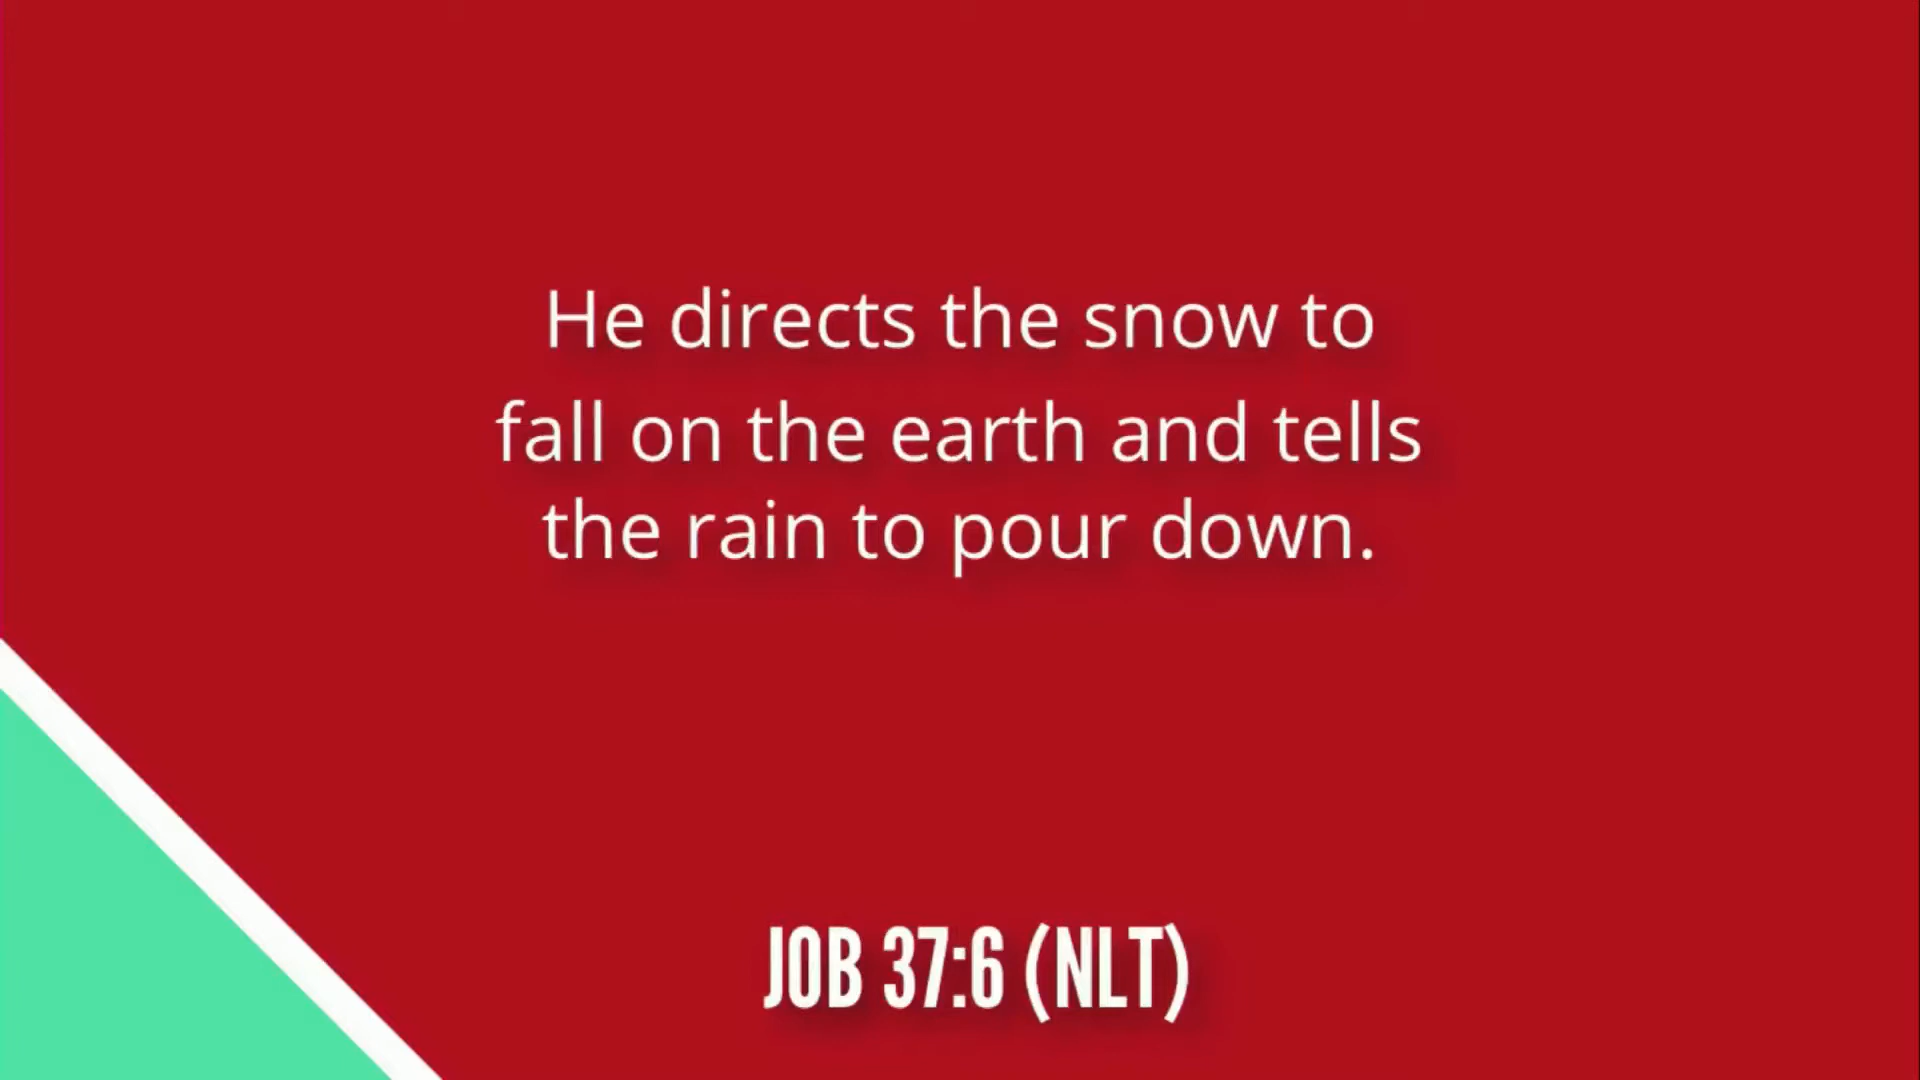 He directs the snow to
fall on the earth and tells
the rain to pour down.
JOB 37:6 (NLT)